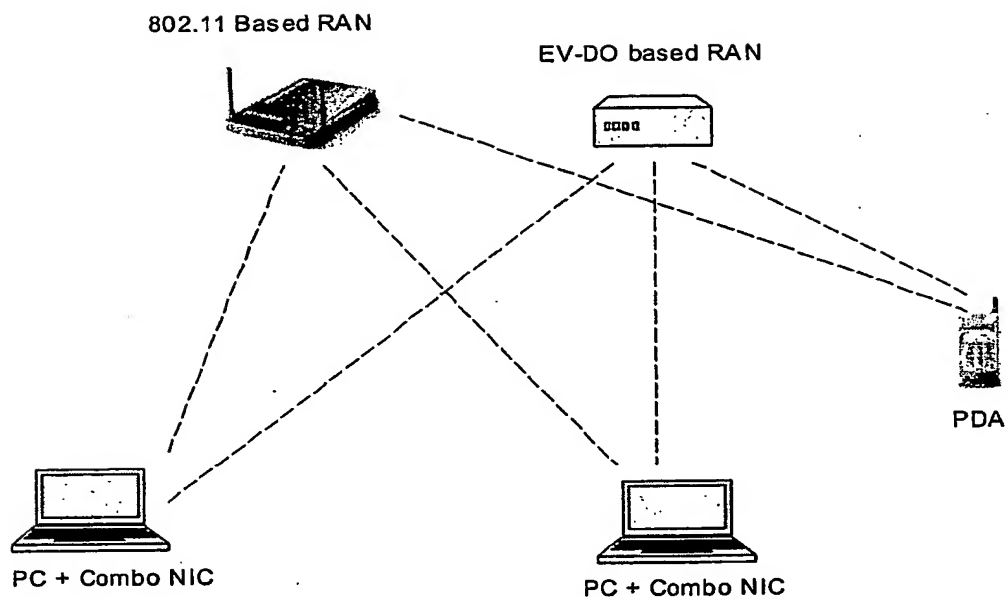 802.11 Based RAN
EV-DO based RAN
PDA
PC + Combo NIC
PC + Combo NIC